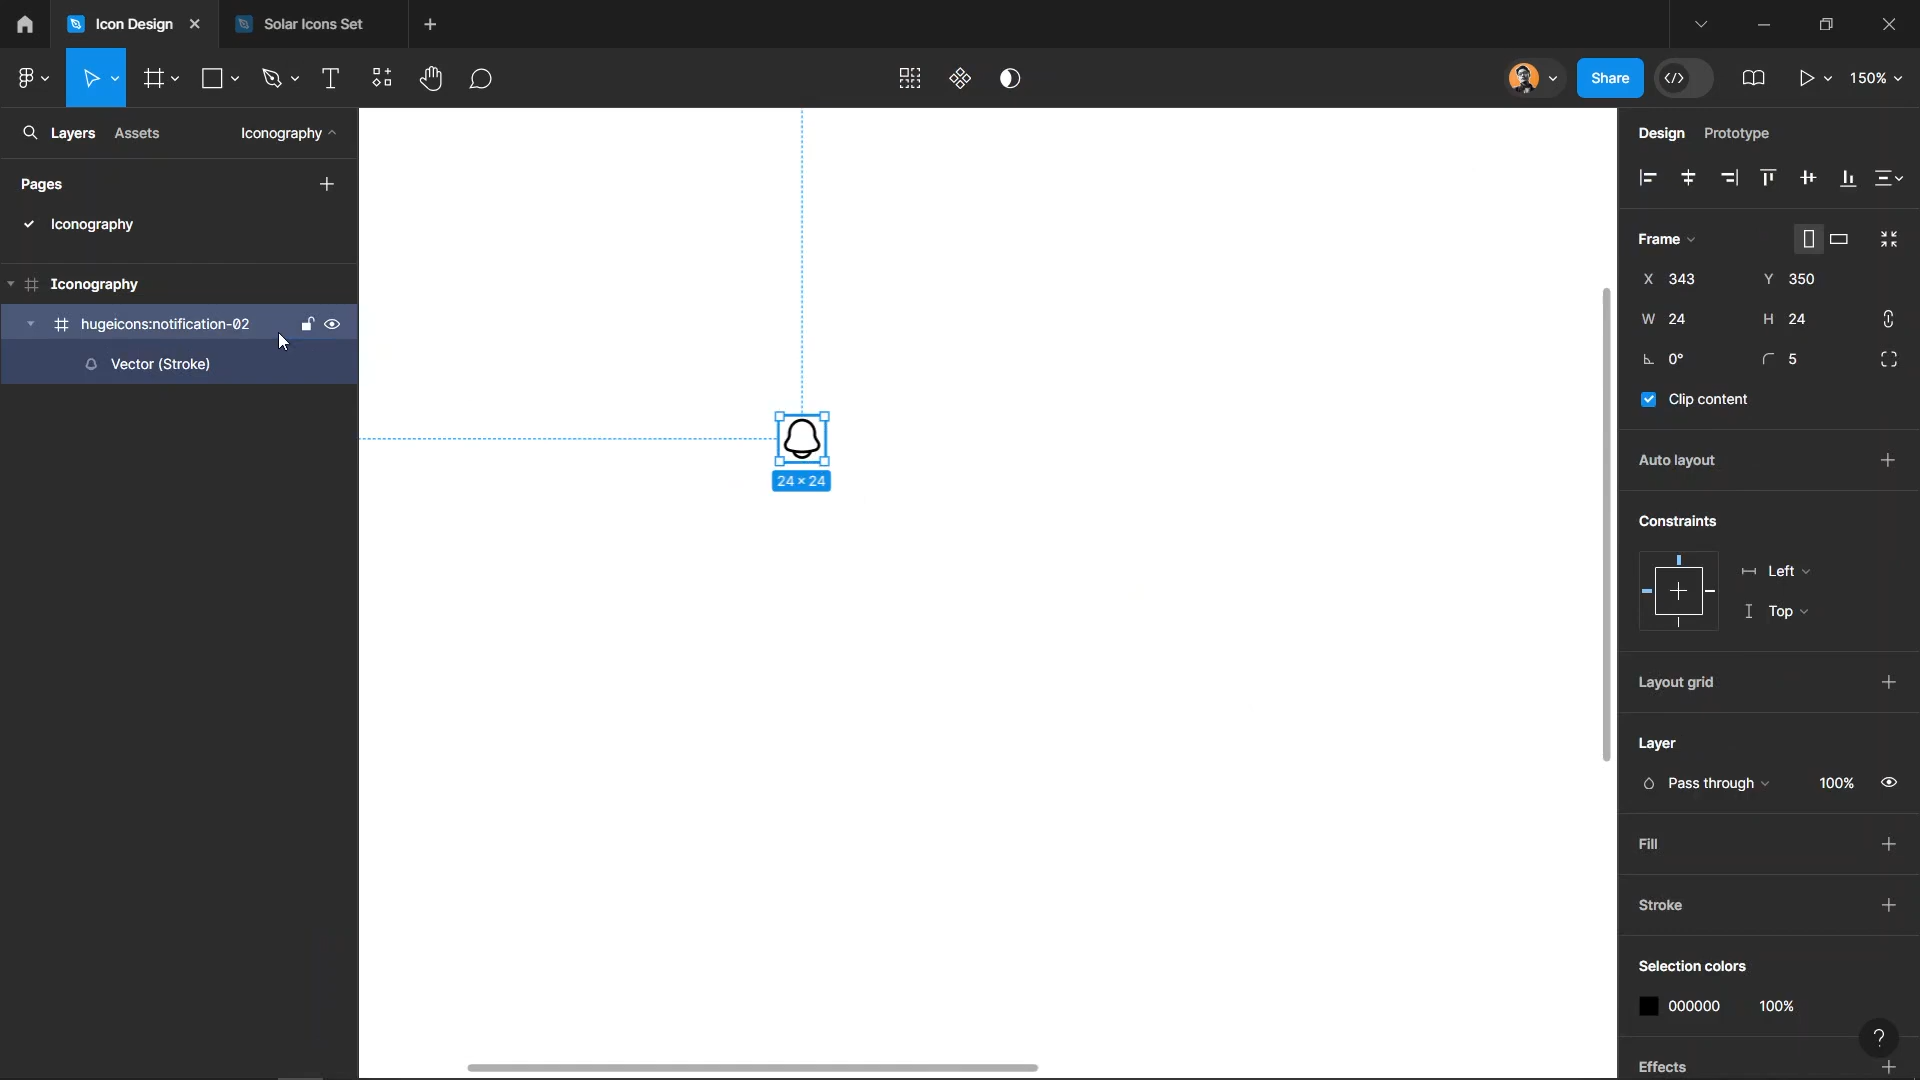 Icon Design
Solar Icons Set
T
Share
150%
Layers
Assets
Iconography
Pages
Iconography
Iconography
hugeicons:notification-02
Vector (Stroke)
24 × 24
Design
Prototype
Frame
X 343
Y 350
W 24
H 24
0°
5
Clip content
Auto layout
Constraints
Left
Top
Layout grid
Layer
Pass through
100%
Fill
Stroke
Selection colors
000000
100%
?
Effects